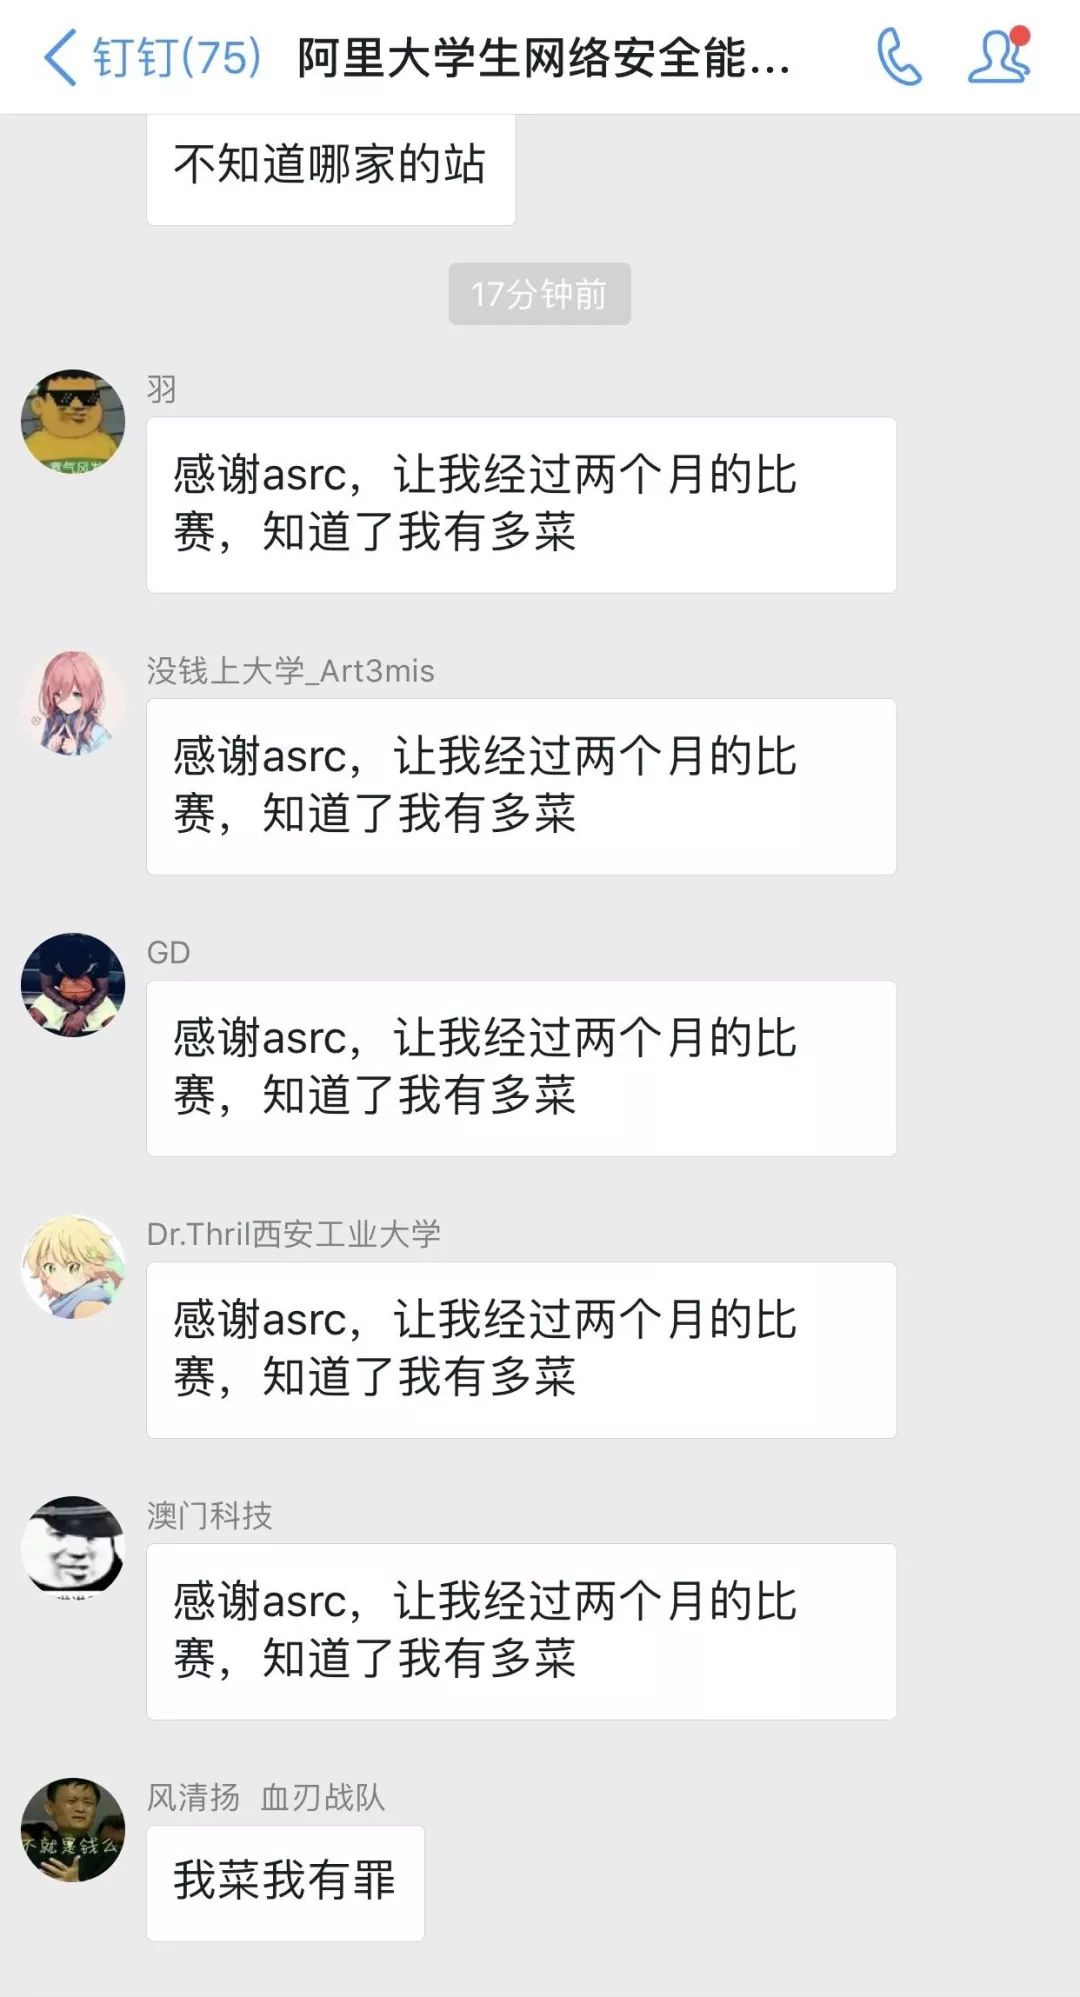 钉钉(75) 阿里大学生网络安全能...
不知道哪家的站
17分钟前
羽
意气风发
感谢asrc，让我经过两个月的比
赛，知道了我有多菜
没钱上大学_Art3mis
感谢asrc，让我经过两个月的比
赛，知道了我有多菜
GD
感谢asrc，让我经过两个月的比
赛，知道了我有多菜
Dr.Thril西安工业大学
感谢asrc，让我经过两个月的比
赛，知道了我有多菜
澳门科技
感谢asrc，让我经过两个月的比
赛，知道了我有多菜
风清扬 血刃战队
不就是钱么
我菜我有罪